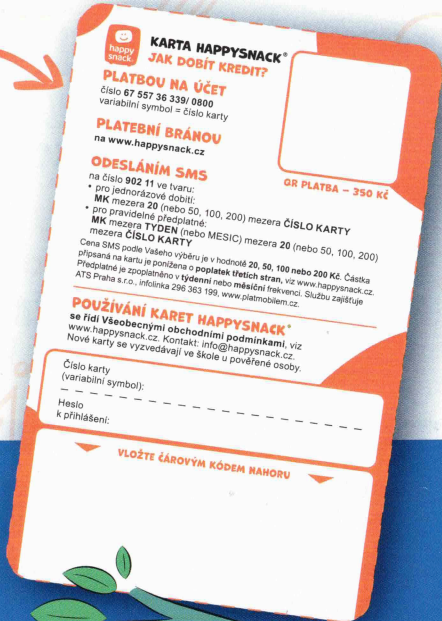 happy
snack®
KARTA HAPPYSNACK®
JAK DOBÍT KREDIT?
PLATBOU NA ÚČET
číslo 67 557 36 339/ 0800
variabilní symbol = číslo karty
PLATEBNÍ BRÁNOU
na www.happysnack.cz
QR PLATBA – 350 KČ
ODESLÁNÍM SMS
na číslo 902 11 ve tvaru:
• pro jednorázové dobití:
MK mezera 20 (nebo 50, 100, 200) mezera ČÍSLO KARTY
• pro pravidelné předplatné:
MK mezera TYDEN (nebo MESIC) mezera 20 (nebo 50, 100, 200)
mezera ČÍSLO KARTY
Cena SMS podle Vašeho výběru je v hodnotě 20, 50, 100 nebo 200 Kč. Částka
připsaná na kartu je ponížena o poplatek třetích stran, viz www.happysnack.cz.
Předplatné je zpoplatněno v týdenní nebo měsíční frekvenci. Službu zajišťuje
ATS Praha s.r.o., infolinka 296 363 199, www.platmobilem.cz.
POUŽÍVÁNÍ KARET HAPPYSNACK®
se řídí Všeobecnými obchodními podmínkami, viz
www.happysnack.cz. Kontakt: info@happysnack.cz.
Nové karty se vyzvedávají ve škole u pověřené osoby.
Číslo karty
(variabilní symbol):
Heslo
k přihlášení:
VLOŽTE ČÁROVÝM KÓDEM NAHORU